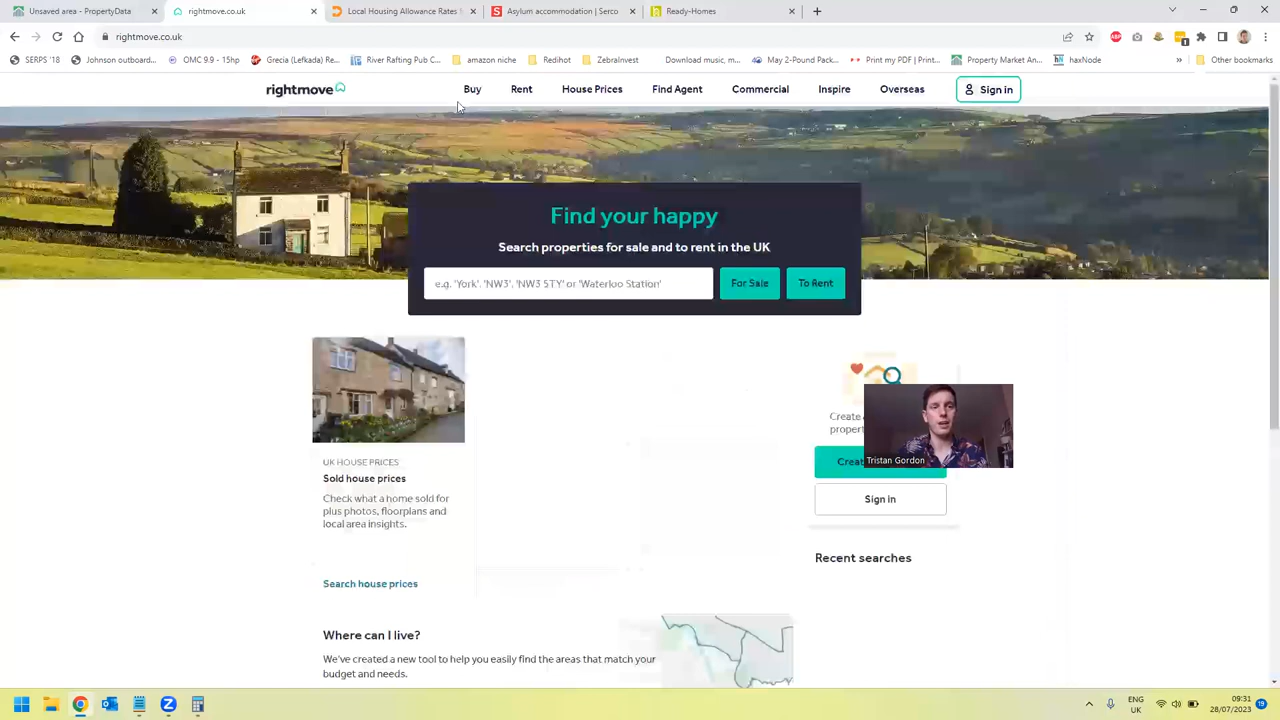 Unsaved area - PropertyData
rightmove.co.uk
Local Housing Allowance Rates
Asylum accommodation | Serco
Ready-Homes
rightmove.co.uk
SERPS '18
Johnson outboard...
OMC 9.9 - 15hp
Grecia (Lefkada) Re...
River Rafting Pub C...
amazon niche
Redihot
ZebraInvest
Download music, m...
May 2-Pound Pack...
Print my PDF | Prin...
Property Market An...
haxNode
»
Other bookmarks
rightmove
Buy
Rent
House Prices
Find Agent
Commercial
Inspire
Overseas
Sign in
Find your happy
Search properties for sale and to rent in the UK
e.g. 'York', 'NW3', 'NW3 5TY' or 'Waterloo Station'
For Sale
To Rent
UK HOUSE PRICES
Sold house prices
Check what a home sold for
plus photos, floorplans and
local area insights.
Search house prices
Create
Tristan Gordon
Sign in
Recent searches
Where can I live?
We've created a new tool to help you easily find the areas that match your
budget and needs.
ENG
UK
09:31
28/07/2023
19